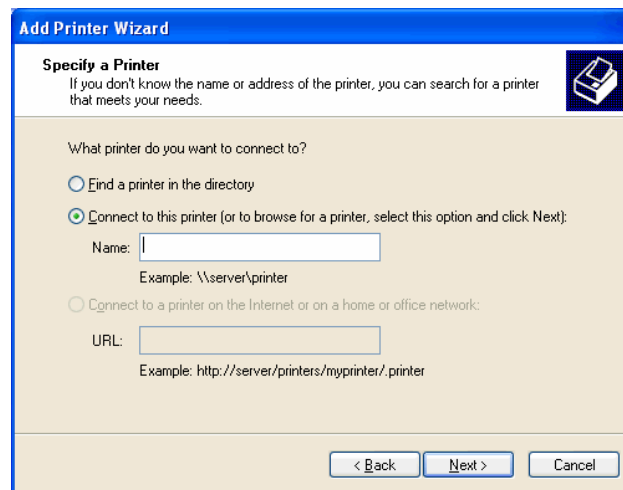 Add Printer Wizard
Specify a Printer
If you don't know the name or address of the printer, you can search for a printer
that meets your needs.
What printer do you want to connect to?
Find a printer in the directory
Connect to this printer (or to browse for a printer, select this option and click Next):
Name:
Example: \\server\printer
Connect to a printer on the Internet or on a home or office network:
URL:
Example: http://server/printers/myprinter/.printer
< Back Next > Cancel